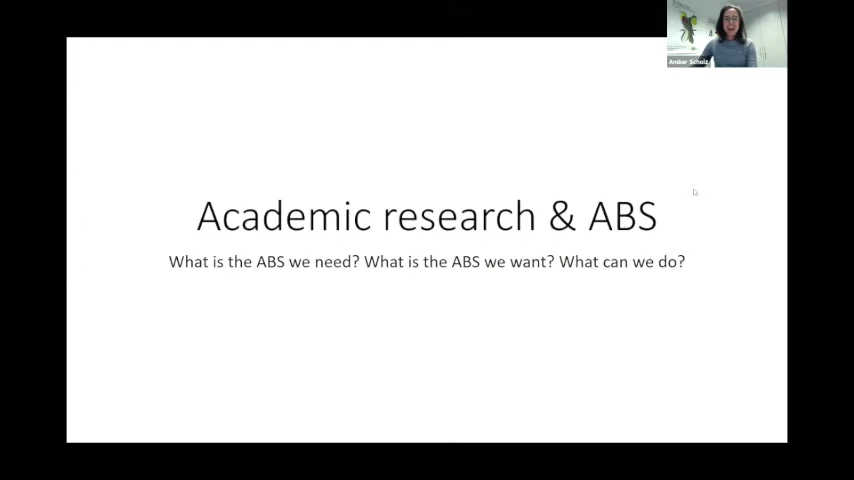 Amber Scholz
Academic research & ABS
What is the ABS we need? What is the ABS we want? What can we do?